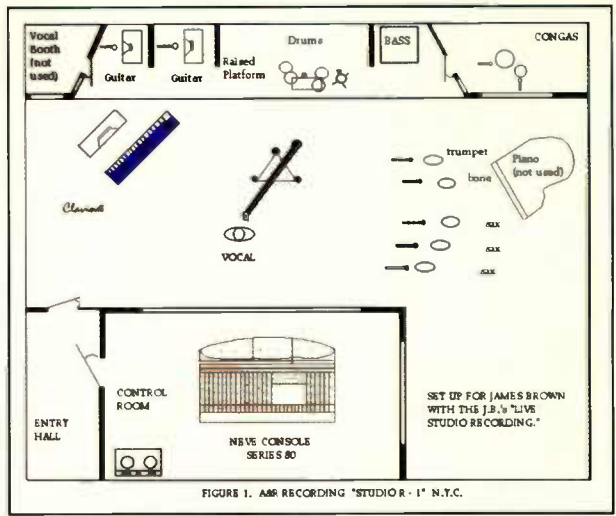 Vocal
Booth
(not
used)
Guitar
Guitar
Raised
Platform
Drums
BASS
CONGAS
Clavinet
VOCAL
trumpet
bone
Piano
(not used)
sax
sax
sax
ENTRY
HALL
CONTROL
ROOM
NEVE CONSOLE
SERIES 80
SET UP FOR JAMES BROWN
WITH THE J.B.'s "LIVE
STUDIO RECORDING."
FIGURE 1. A&R RECORDING "STUDIO R - 1" N.Y.C.